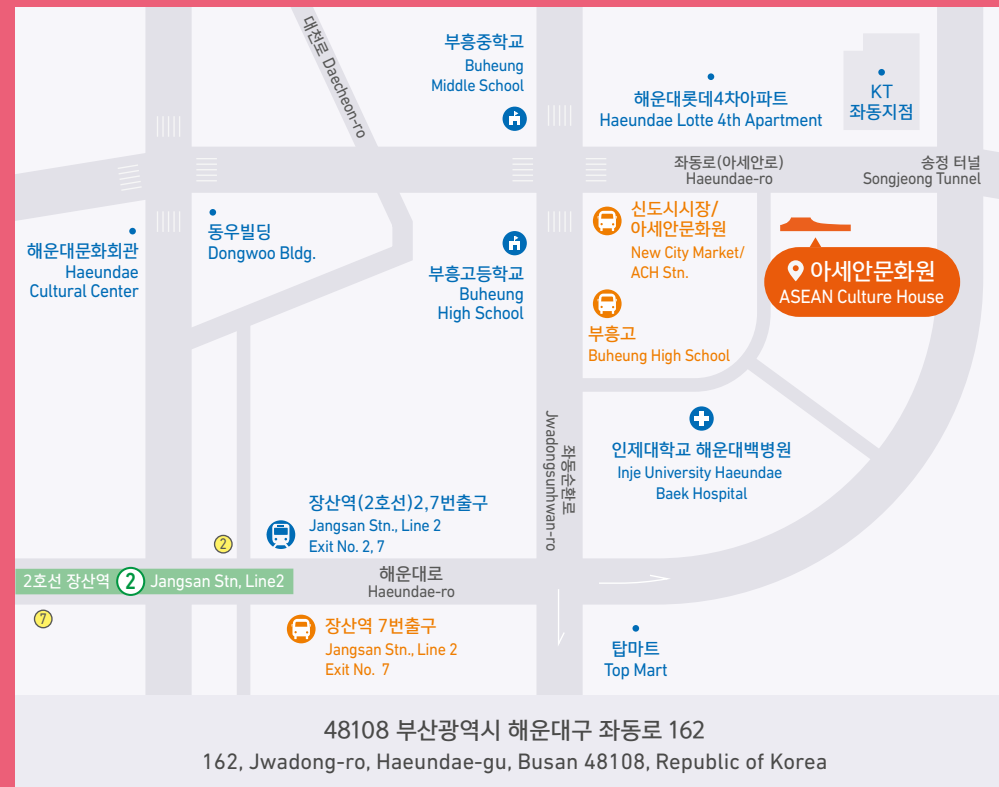 대천로 Daecheon-ro
부흥중학교
Buheung
Middle School
해운대롯데4차아파트
Haeundae Lotte 4th Apartment
KT
좌동지점
좌동로(아세안로)
Haeundae-ro
송정 터널
Songjeong Tunnel
해운대문화회관
Haeundae
Cultural Center
동우빌딩
Dongwoo Bldg.
부흥고등학교
Buheung
High School
신도시시장/
아세안문화원
New City Market/
ACH Stn.
부흥고
Buheung High School
아세안문화원
ASEAN Culture House
좌동순환로
Jwadongsunhwan-ro
인제대학교 해운대백병원
Inje University Haeundae
Baek Hospital
장산역(2호선)2,7번출구
Jangsan Stn., Line 2
Exit No. 2, 7
2
2호선 장산역 2 Jangsan Stn, Line2
해운대로
Haeundae-ro
7
장산역 7번출구
Jangsan Stn., Line 2
Exit No. 7
탑마트
Top Mart
48108 부산광역시 해운대구 좌동로 162
162, Jwadong-ro, Haeundae-gu, Busan 48108, Republic of Korea